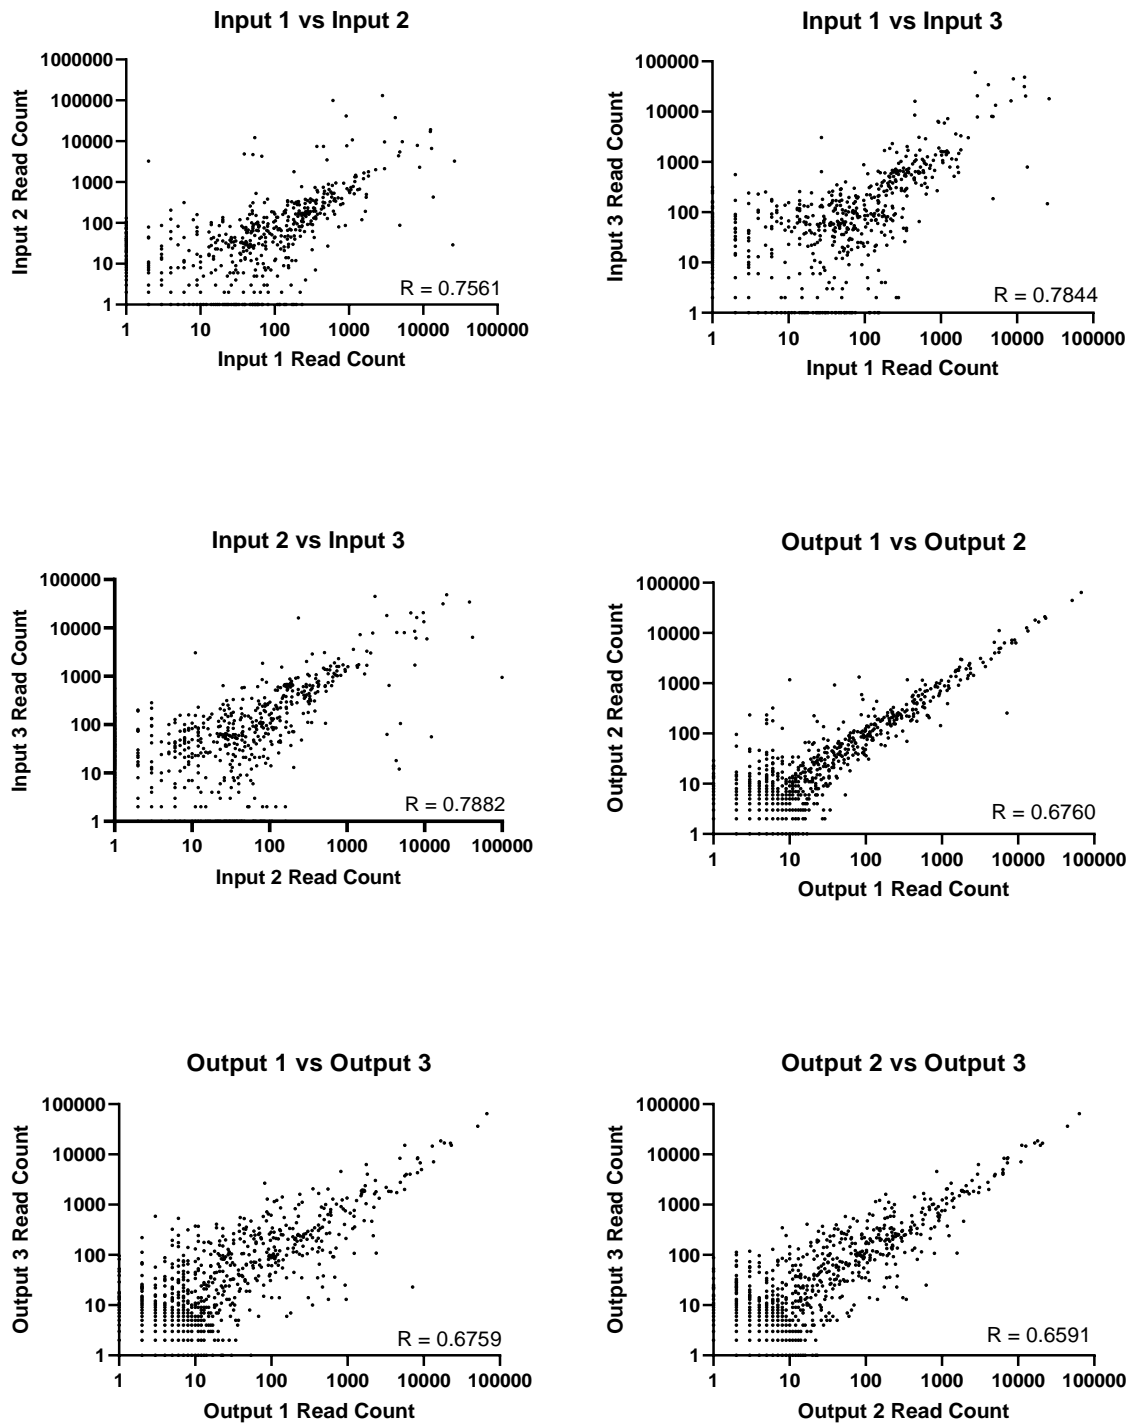 Input 1 vs Input 2
1000000
100000
10000
1000
100
10
1
Input 2 Read Count
R = 0.7561
1 10 100 1000 10000 100000
Input 1 Read Count
Input 1 vs Input 3
100000
10000
1000
100
10
1
Input 3 Read Count
R = 0.7844
1 10 100 1000 10000 100000
Input 1 Read Count
Input 2 vs Input 3
100000
10000
1000
100
10
1
Input 3 Read Count
R = 0.7882
1 10 100 1000 10000 100000
Input 2 Read Count
Output 1 vs Output 2
100000
10000
1000
100
10
1
Output 2 Read Count
R = 0.6760
1 10 100 1000 10000 100000
Output 1 Read Count
Output 1 vs Output 3
100000
10000
1000
100
10
1
Output 3 Read Count
R = 0.6759
1 10 100 1000 10000 100000
Output 1 Read Count
Output 2 vs Output 3
100000
10000
1000
100
10
1
Output 3 Read Count
R = 0.6591
1 10 100 1000 10000 100000
Output 2 Read Count